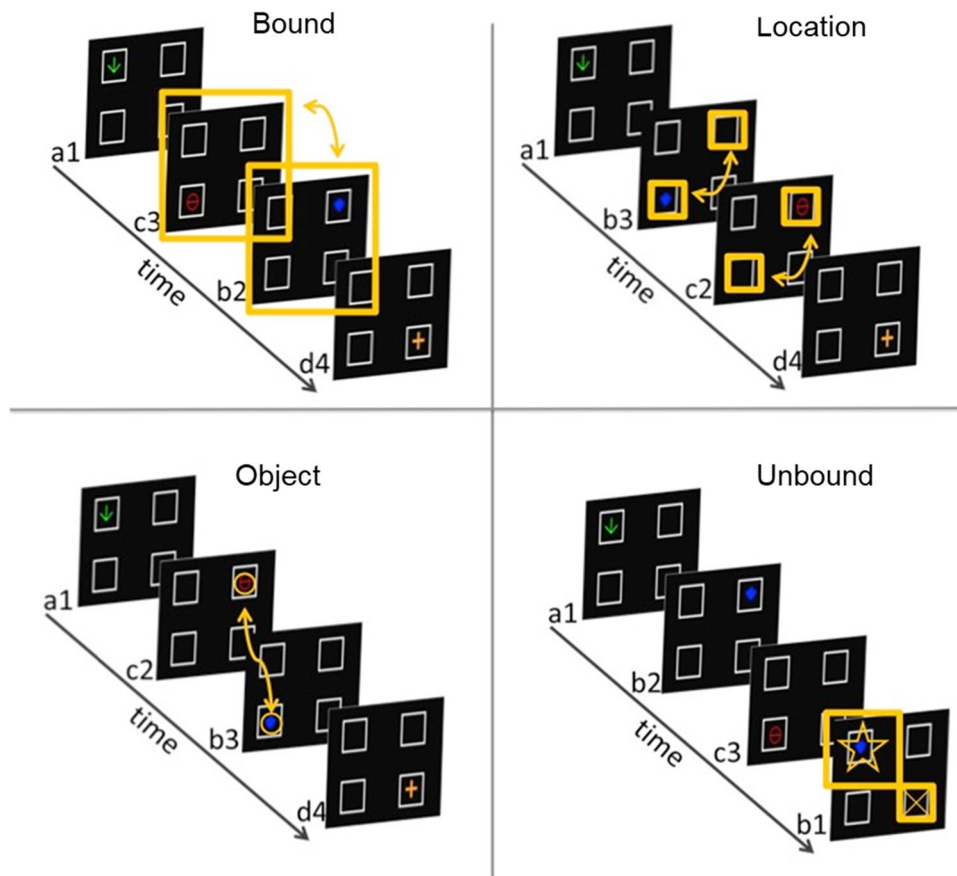 Bound
a1
c3
b2
d4
time
Location
a1
b3
c2
d4
time
Object
a1
c2
b3
d4
time
Unbound
a1
b2
c3
b1
time